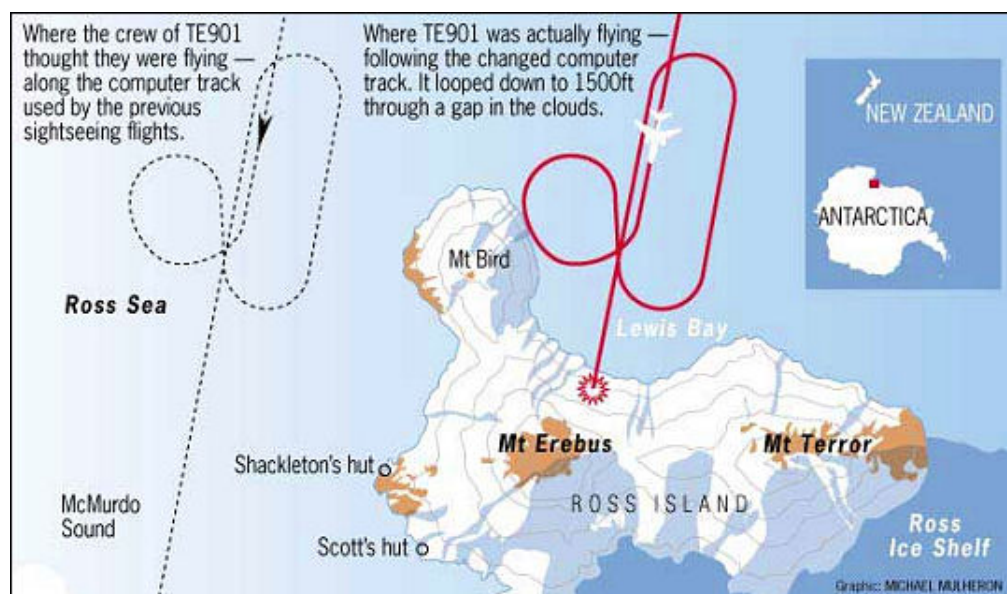 Where the crew of TE901
thought they were flying —
along the computer track
used by the previous
sightseeing flights.
Where TE901 was actually flying —
following the changed computer
track. It looped down to 1500ft
through a gap in the clouds.
NEW ZEALAND
ANTARCTICA
Mt Bird
Ross Sea
Lewis Bay
Mt Erebus
Mt Terror
Shackleton's hut
ROSS ISLAND
McMurdo
Sound
Scott's hut
Ross
Ice Shelf
Graphic: MICHAEL MULHERON